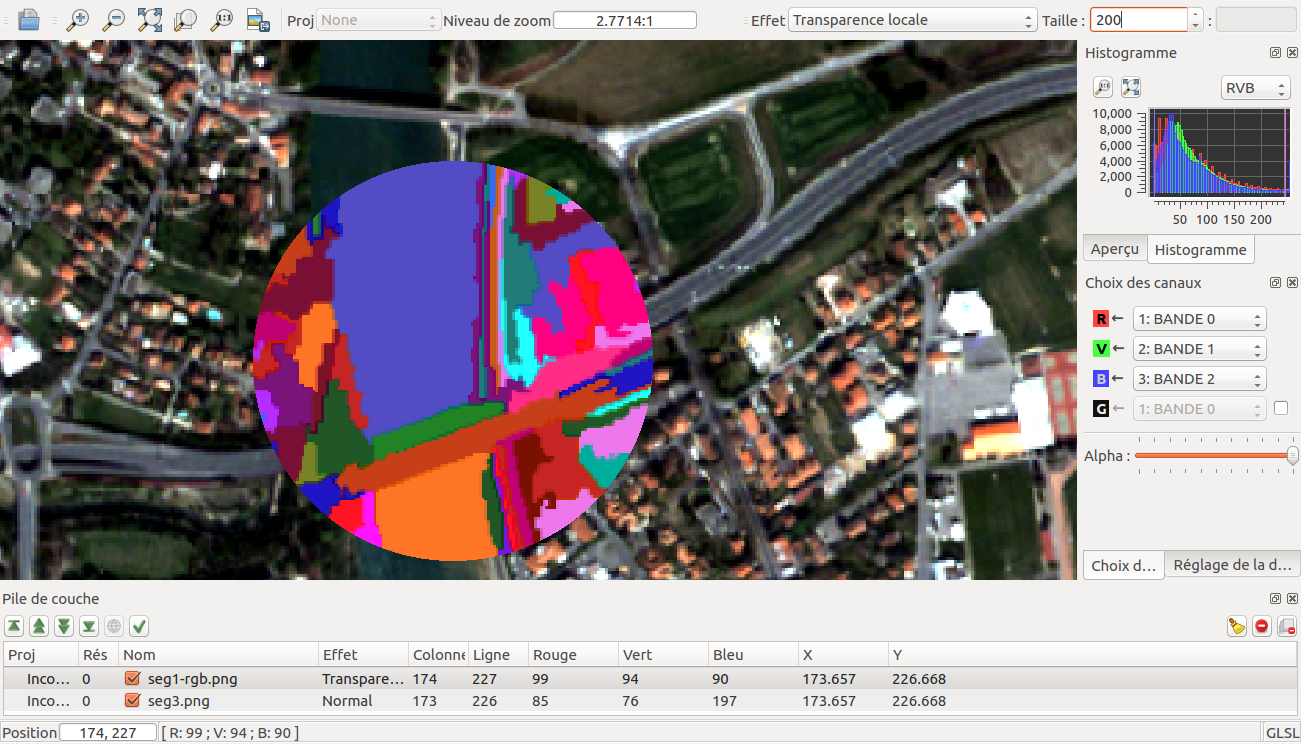 Proj None Niveau de zoom 2.7714:1 Effet Transparence locale Taille : 200 :
Histogramme
1:1 RVB
10,000
8,000
6,000
4,000
2,000
0
50 100 150 200
Aperçu Histogramme
Choix des canaux
R ← 1: BANDE 0
V ← 2: BANDE 1
B ← 3: BANDE 2
G ← 1: BANDE 0
Alpha :
Choix d... Réglage de la d...
Pile de couche
Proj Rés Nom Effet Colonne Ligne Rouge Vert Bleu X Y
Inco... 0 seg1-rgb.png Transpare... 174 227 99 94 90 173.657 226.668
Inco... 0 seg3.png Normal 173 226 85 76 197 173.657 226.668
Position 174, 227 [ R: 99 ; V: 94 ; B: 90 ] GLSL